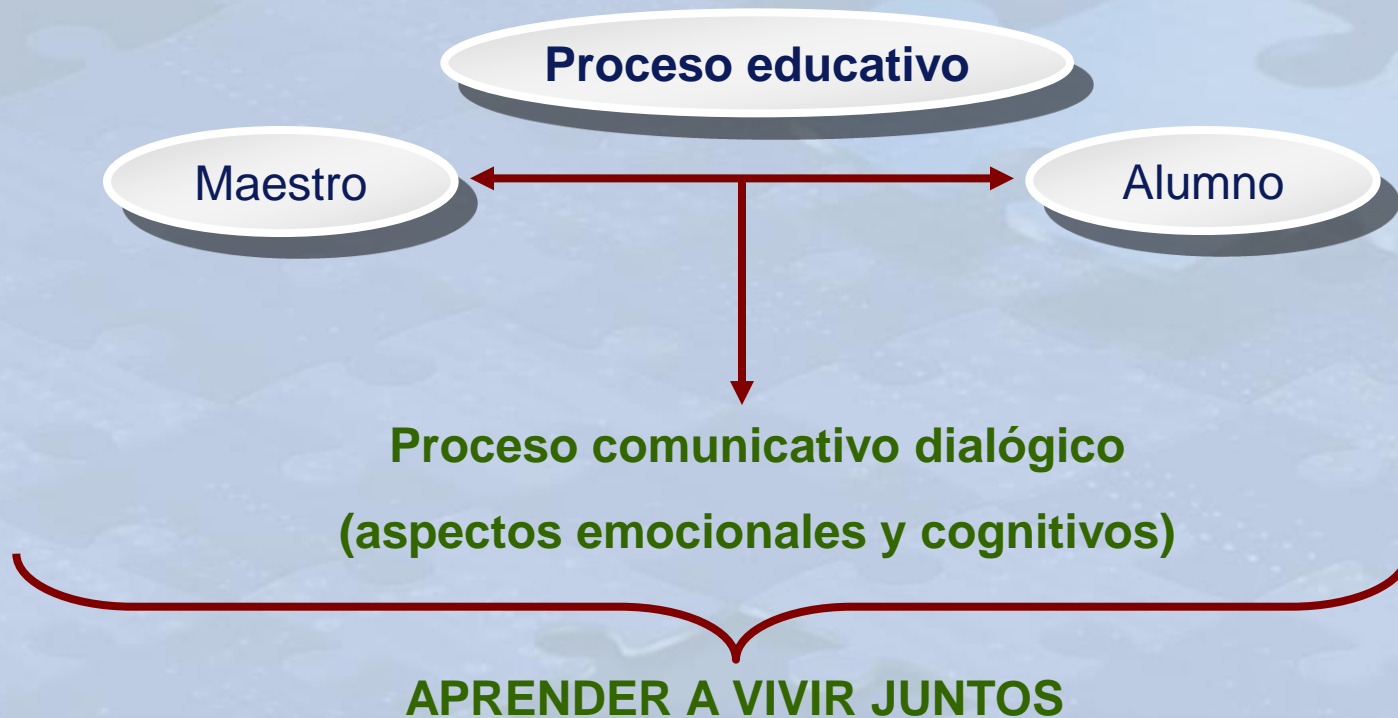 Proceso educativo
Maestro
Alumno
Proceso comunicativo dialógico
(aspectos emocionales y cognitivos)
APRENDER A VIVIR JUNTOS